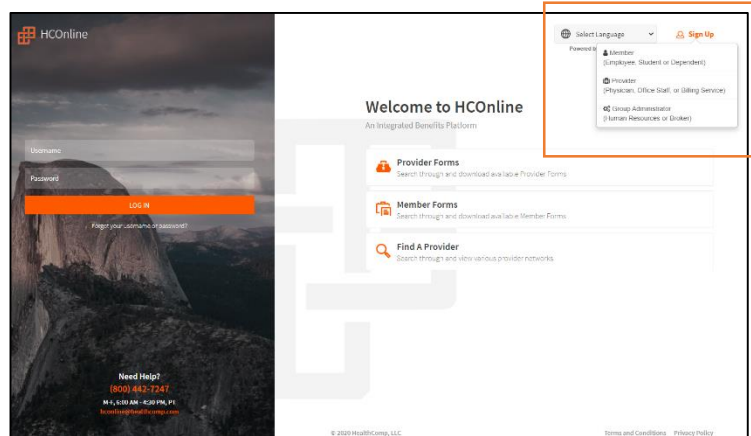 HCOnline
Username
Password
LOG IN
Forgot your username or password?
Need Help?
(800) 442-7247
M-F, 6:00 AM - 4:30 PM, PT
hconline@healthcomp.com
Select Language
Sign Up
Powered
Member
(Employee, Student or Dependent)
Provider
(Physician, Office Staff, or Billing Service)
Group Administrator
(Human Resources or Broker)
Welcome to HCOnline
An Integrated Benefits Platform
Provider Forms
Search through and download available Provider Forms
Member Forms
Search through and download available Member Forms
Find A Provider
Search through and view various provider networks
© 2020 HealthComp, LLC
Terms and Conditions Privacy Policy